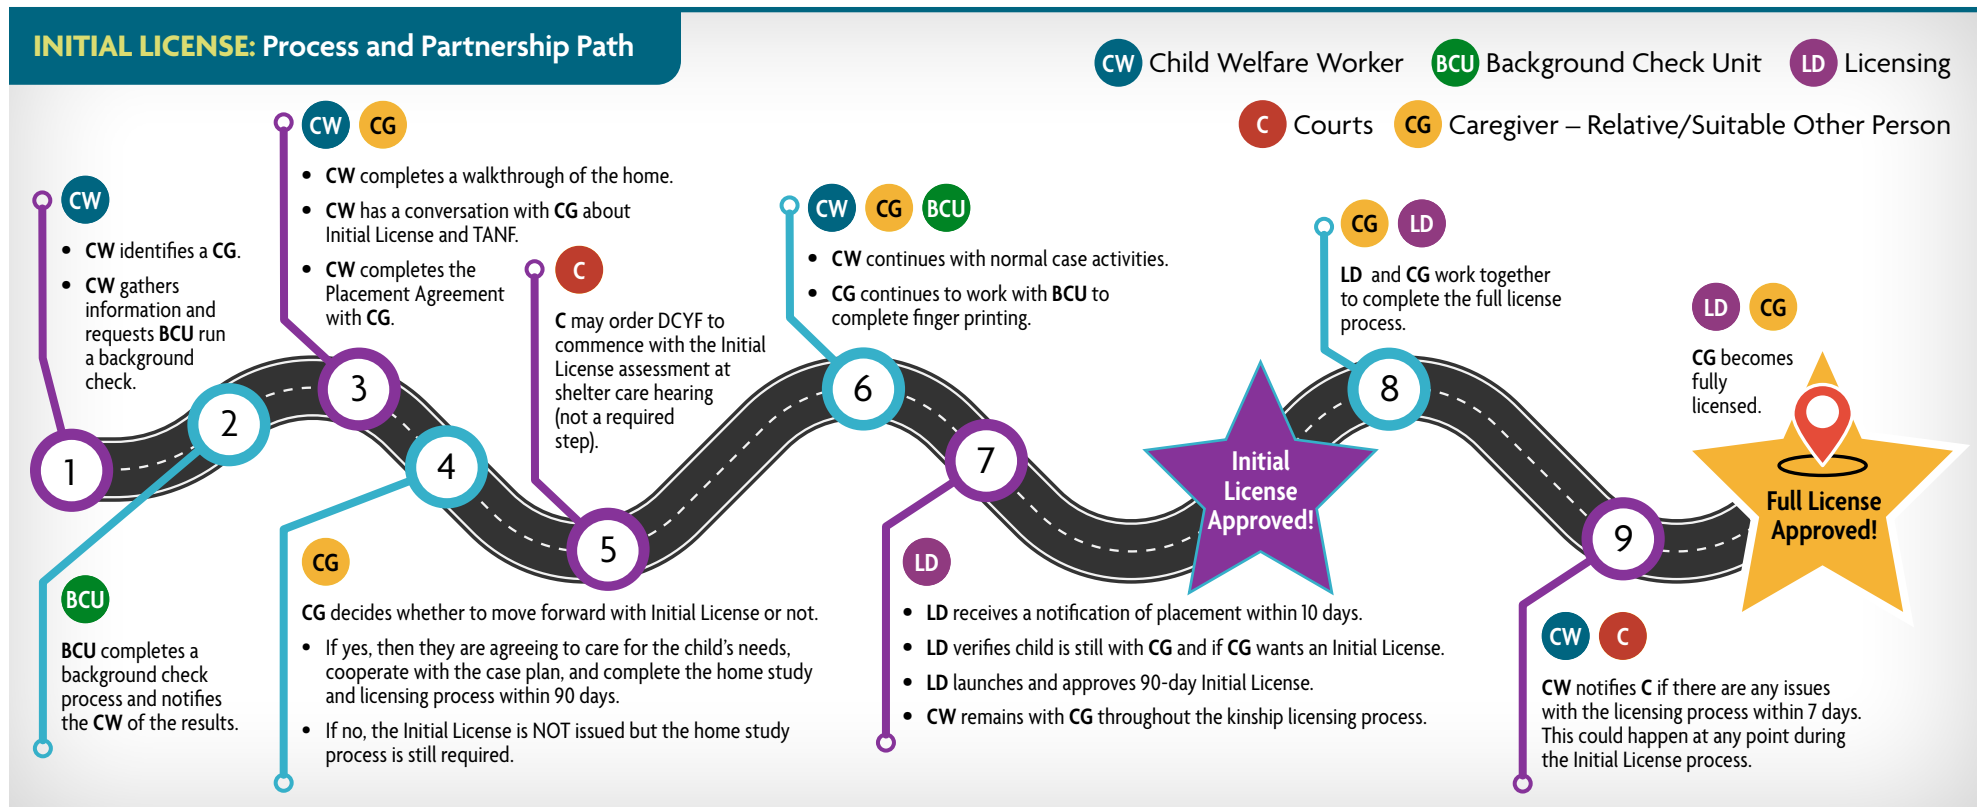 INITIAL LICENSE: Process and Partnership Path
CW Child Welfare Worker BCU Background Check Unit LD Licensing
C Courts CG Caregiver – Relative/Suitable Other Person
1
CW
• CW identifies a CG.
• CW gathers
information and
requests BCU run
a background
check.
2
BCU
BCU completes a
background check
process and notifies
the CW of the results.
3
CW CG
• CW completes a walkthrough of the home.
• CW has a conversation with CG about
Initial License and TANF.
• CW completes the
Placement Agreement
with CG.
4
CG
CG decides whether to move forward with Initial License or not.
• If yes, then they are agreeing to care for the child’s needs,
cooperate with the case plan, and complete the home study
and licensing process within 90 days.
• If no, the Initial License is NOT issued but the home study
process is still required.
5
C
C may order DCYF to
commence with the Initial
License assessment at
shelter care hearing
(not a required
step).
6
CW CG BCU
• CW continues with normal case activities.
• CG continues to work with BCU to
complete finger printing.
7
LD
• LD receives a notification of placement within 10 days.
• LD verifies child is still with CG and if CG wants an Initial License.
• LD launches and approves 90-day Initial License.
• CW remains with CG throughout the kinship licensing process.
Initial
License
Approved!
8
CG LD
LD and CG work together
to complete the full license
process.
9
CW C
CW notifies C if there are any issues
with the licensing process within 7 days.
This could happen at any point during
the Initial License process.
LD CG
CG becomes
fully
licensed.
Full License
Approved!